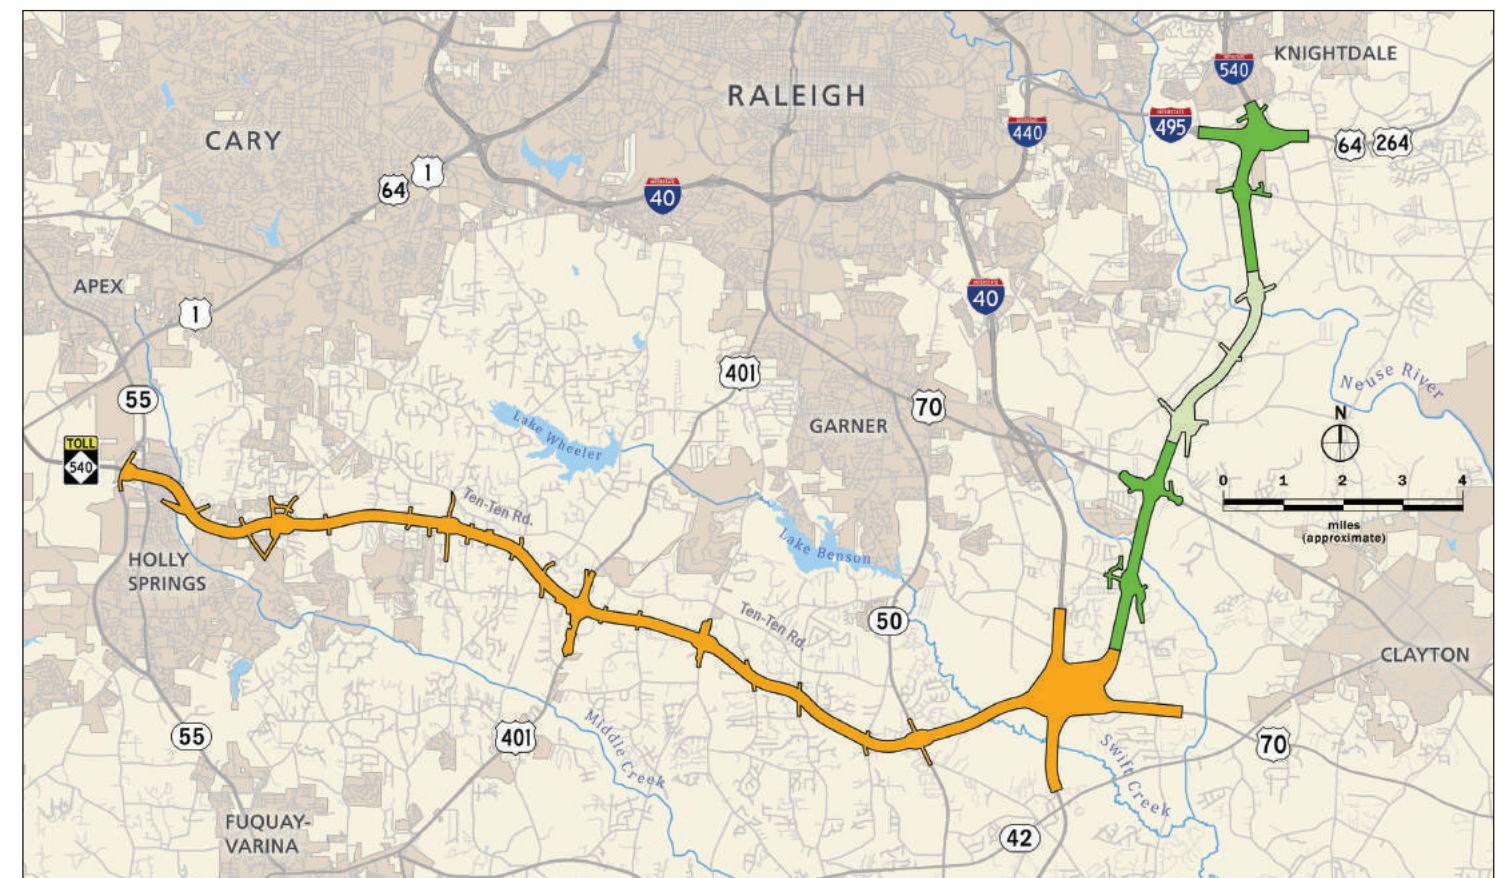 KNIGHTDALE
540
RALEIGH
495
440
CARY
64
264
1
64
40
APEX
40
1
401
Neuse River
55
70
N
GARNER
Lake Wheeler
TOLL
540
0 1 2 3 4
Ten-Ten Rd.
miles
(approximate)
Lake Benson
HOLLY
SPRINGS
Ten-Ten Rd.
50
CLAYTON
55
401
Middle Creek
70
Swift Creek
FUQUAY-
VARINA
42